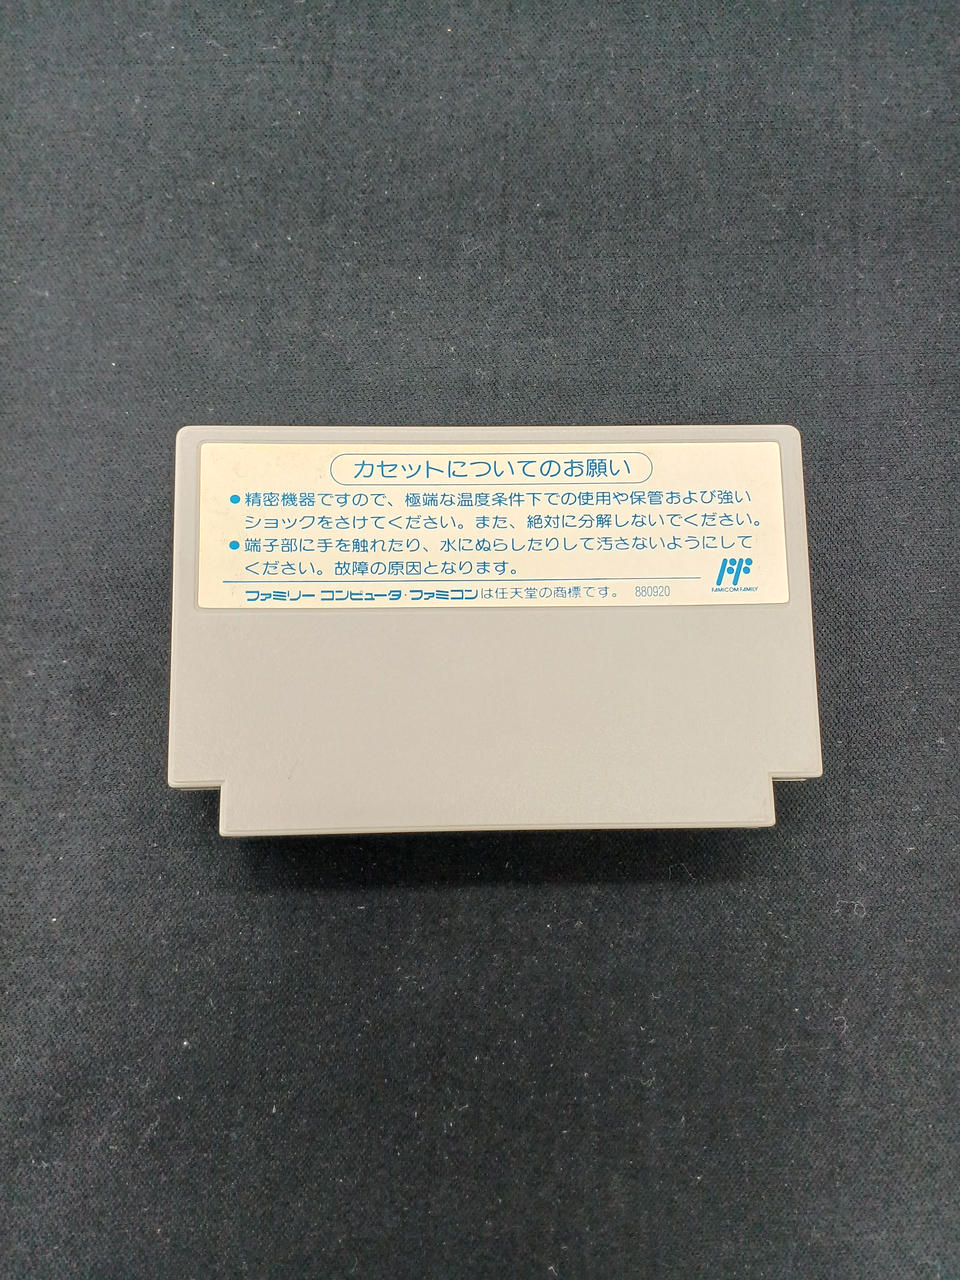 カセットについてのお願い
●精密機器ですので、極端な温度条件下での使用や保管および強い
ショックをさけてください。また、絶対に分解しないでください。
●端子部に手を触れたり、水にぬらしたりして汚さないようにして
ください。故障の原因となります。
FAMICOM FAMILY
ファミリー コンピュータ・ファミコンは任天堂の商標です。 880920